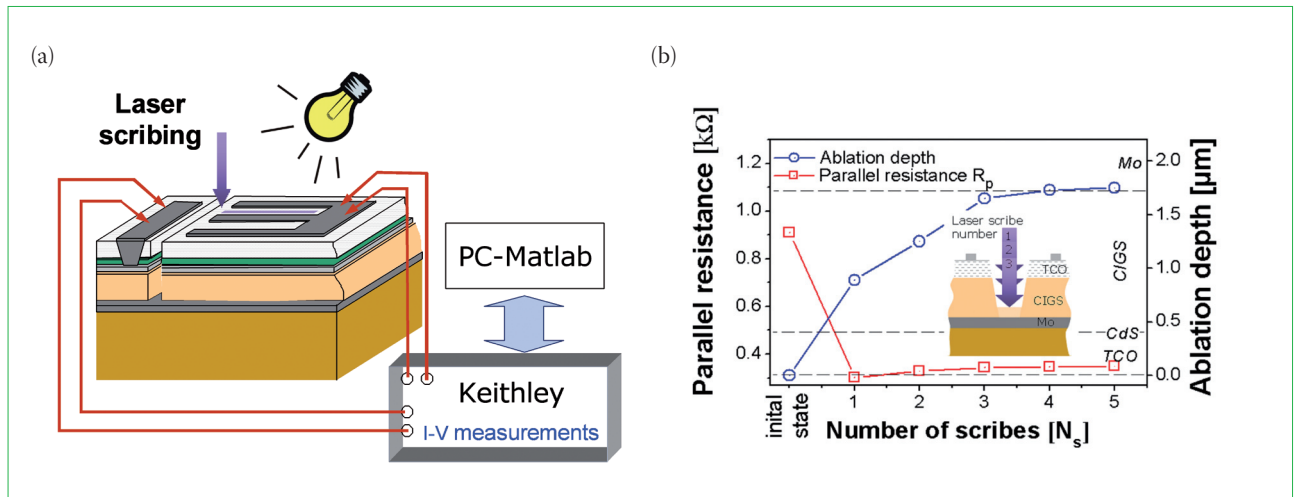 (a)
Laser
scribing
PC-Matlab
Keithley
I-V measurements
(b)
Parallel resistance [kΩ]
1.2
1.0
0.8
0.6
0.4
Ablation depth
Parallel resistance Rp
Laser scribe
number
1
2
3
TCO
CIGS
Mo
Mo
CIGS
CdS
TCO
2.0
1.5
1.0
0.5
0.0
Ablation depth [µm]
inital
state
1 2 3 4 5
Number of scribes [Ns]